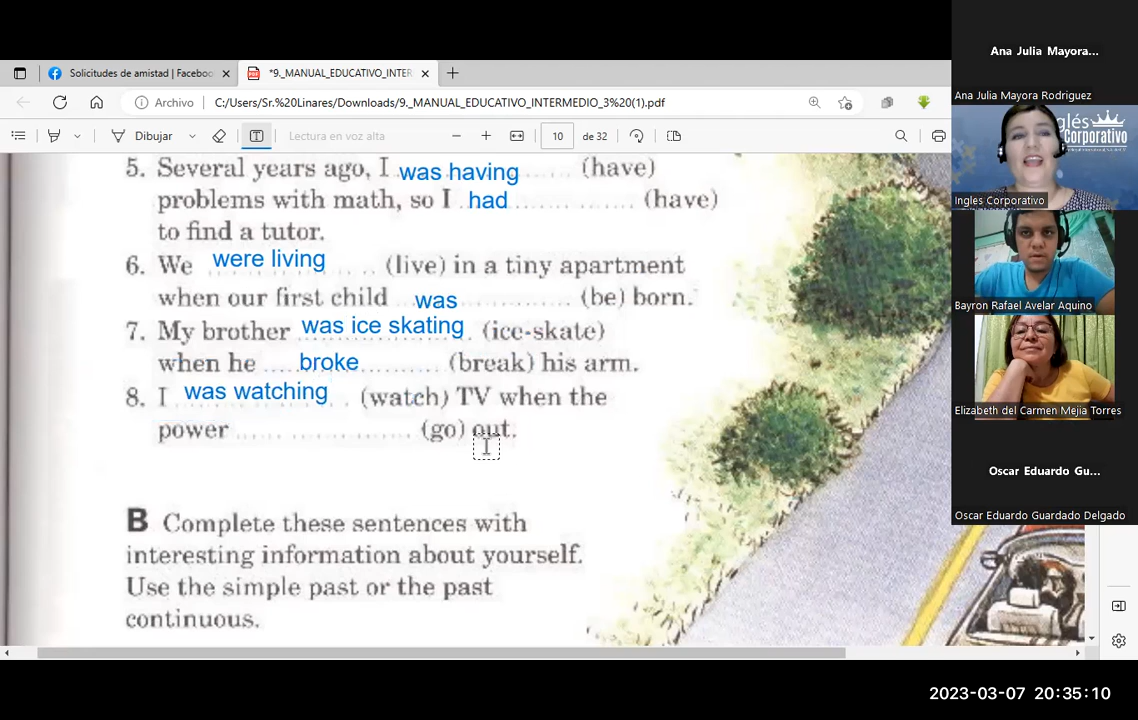 Solicitudes de amistad | Faceboo
*9._MANUAL_EDUCATIVO_INTER
Archivo
C:/Users/Sr.%20Linares/Downloads/9._MANUAL_EDUCATIVO_INTERMEDIO_3%20(1).pdf
Dibujar
Lectura en voz alta
10
de 32
5. Several years ago, I was having (have)
problems with math, so I had (have)
to find a tutor.
6. We were living (live) in a tiny apartment
when our first child was (be) born.
7. My brother was ice skating (ice-skate)
when he broke (break) his arm.
8. I was watching (watch) TV when the
power (go) out.
B Complete these sentences with
interesting information about yourself.
Use the simple past or the past
continuous.
Ana Julia Mayora...
Ana Julia Mayora Rodriguez
glés
Corporativo
Ingles Corporativo
Bayron Rafael Avelar Aquino
Elizabeth del Carmen Mejia Torres
Oscar Eduardo Gu...
Oscar Eduardo Guardado Delgado
2023-03-07 20:35:10